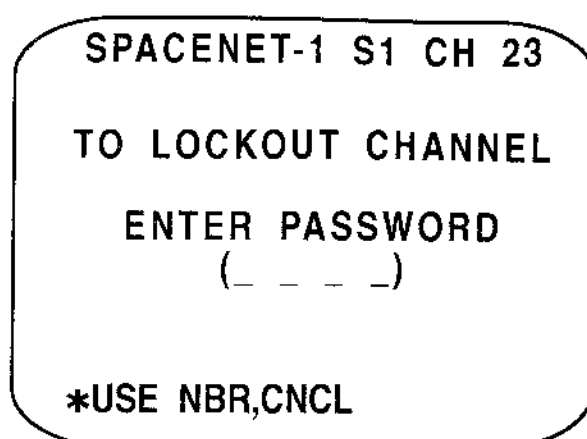 SPACENET-1 S1 CH 23
TO LOCKOUT CHANNEL
ENTER PASSWORD
(_ _ _ _)
*USE NBR,CNCL